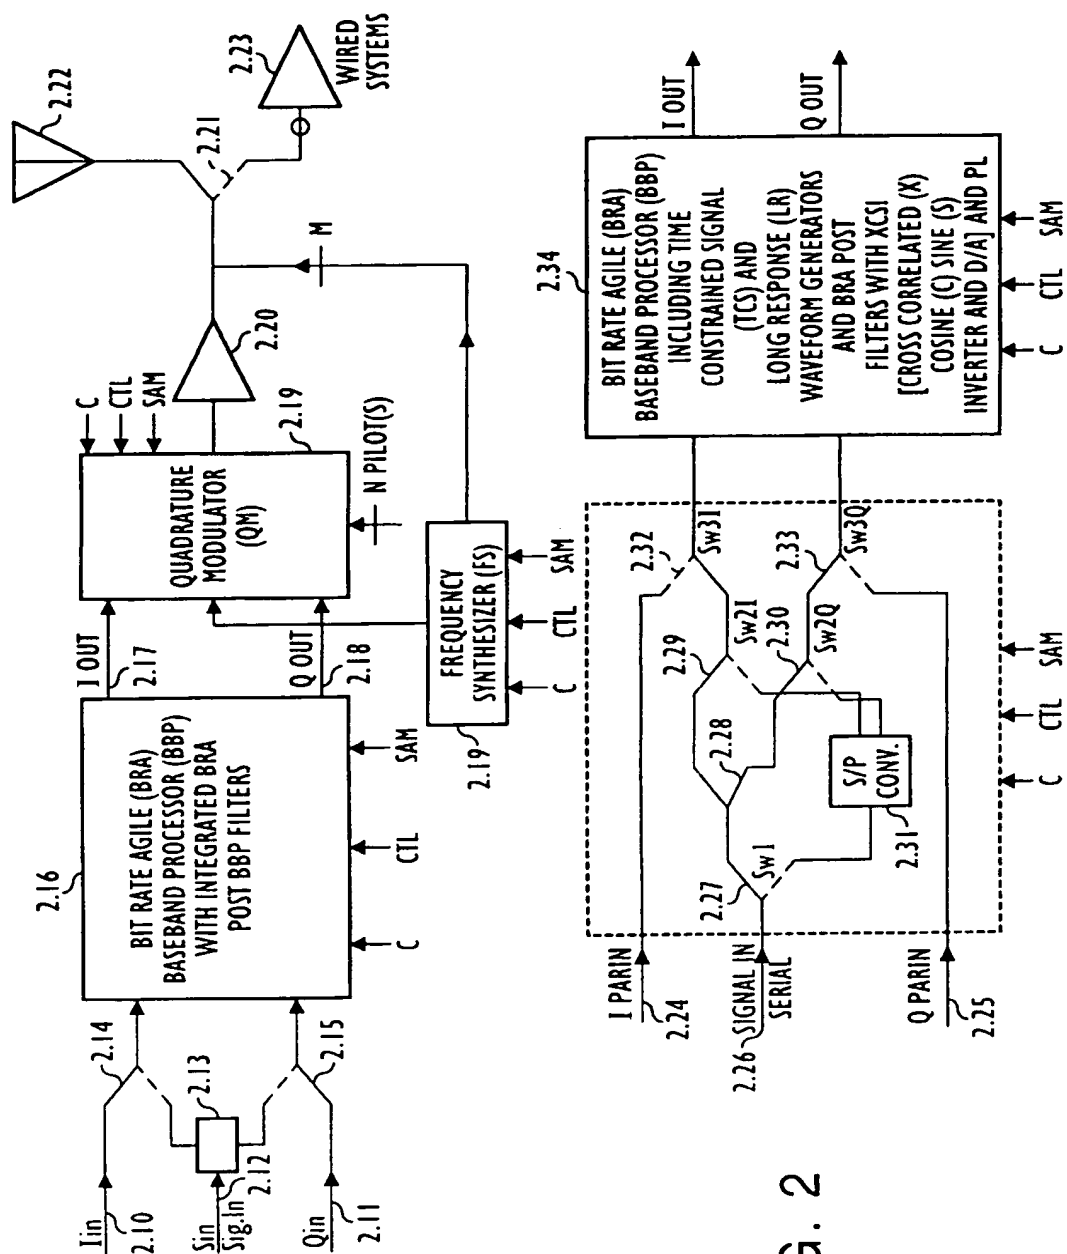 Iin
2.10
Sin
Sig.In
2.12
Qin
2.11
2.13
2.14
2.15
2.16
BIT RATE AGILE (BRA)
BASEBAND PROCESSOR (BBP)
WITH INTEGRATED BRA
POST BBP FILTERS
C
CTL
SAM
I OUT
2.17
Q OUT
2.18
QUADRATURE
MODULATOR
(QM)
C
CTL
SAM
2.19
N PILOT(S)
2.20
FREQUENCY
SYNTHESIZER (FS)
2.19
C
CTL
SAM
M
2.21
2.22
2.23
WIRED
SYSTEMS
I PARIN
2.24
2.26
SIGNAL IN
SERIAL
Q PARIN
2.25
2.27
Sw1
2.28
2.29
Sw2I
2.30
Sw2Q
S/P
CONV.
2.31
2.32
Sw3I
2.33
Sw3Q
C
CTL
SAM
2.34
BIT RATE AGILE (BRA)
BASEBAND PROCESSOR (BBP)
INCLUDING TIME
CONSTRAINED SIGNAL
(TCS) AND
LONG RESPONSE (LR)
WAVEFORM GENERATORS
AND BRA POST
FILTERS WITH XCSI
[CROSS CORRELATED (X)
COSINE (C) SINE (S)
INVERTER AND D/A] AND PL
C
CTL
SAM
I OUT
Q OUT
G. 2